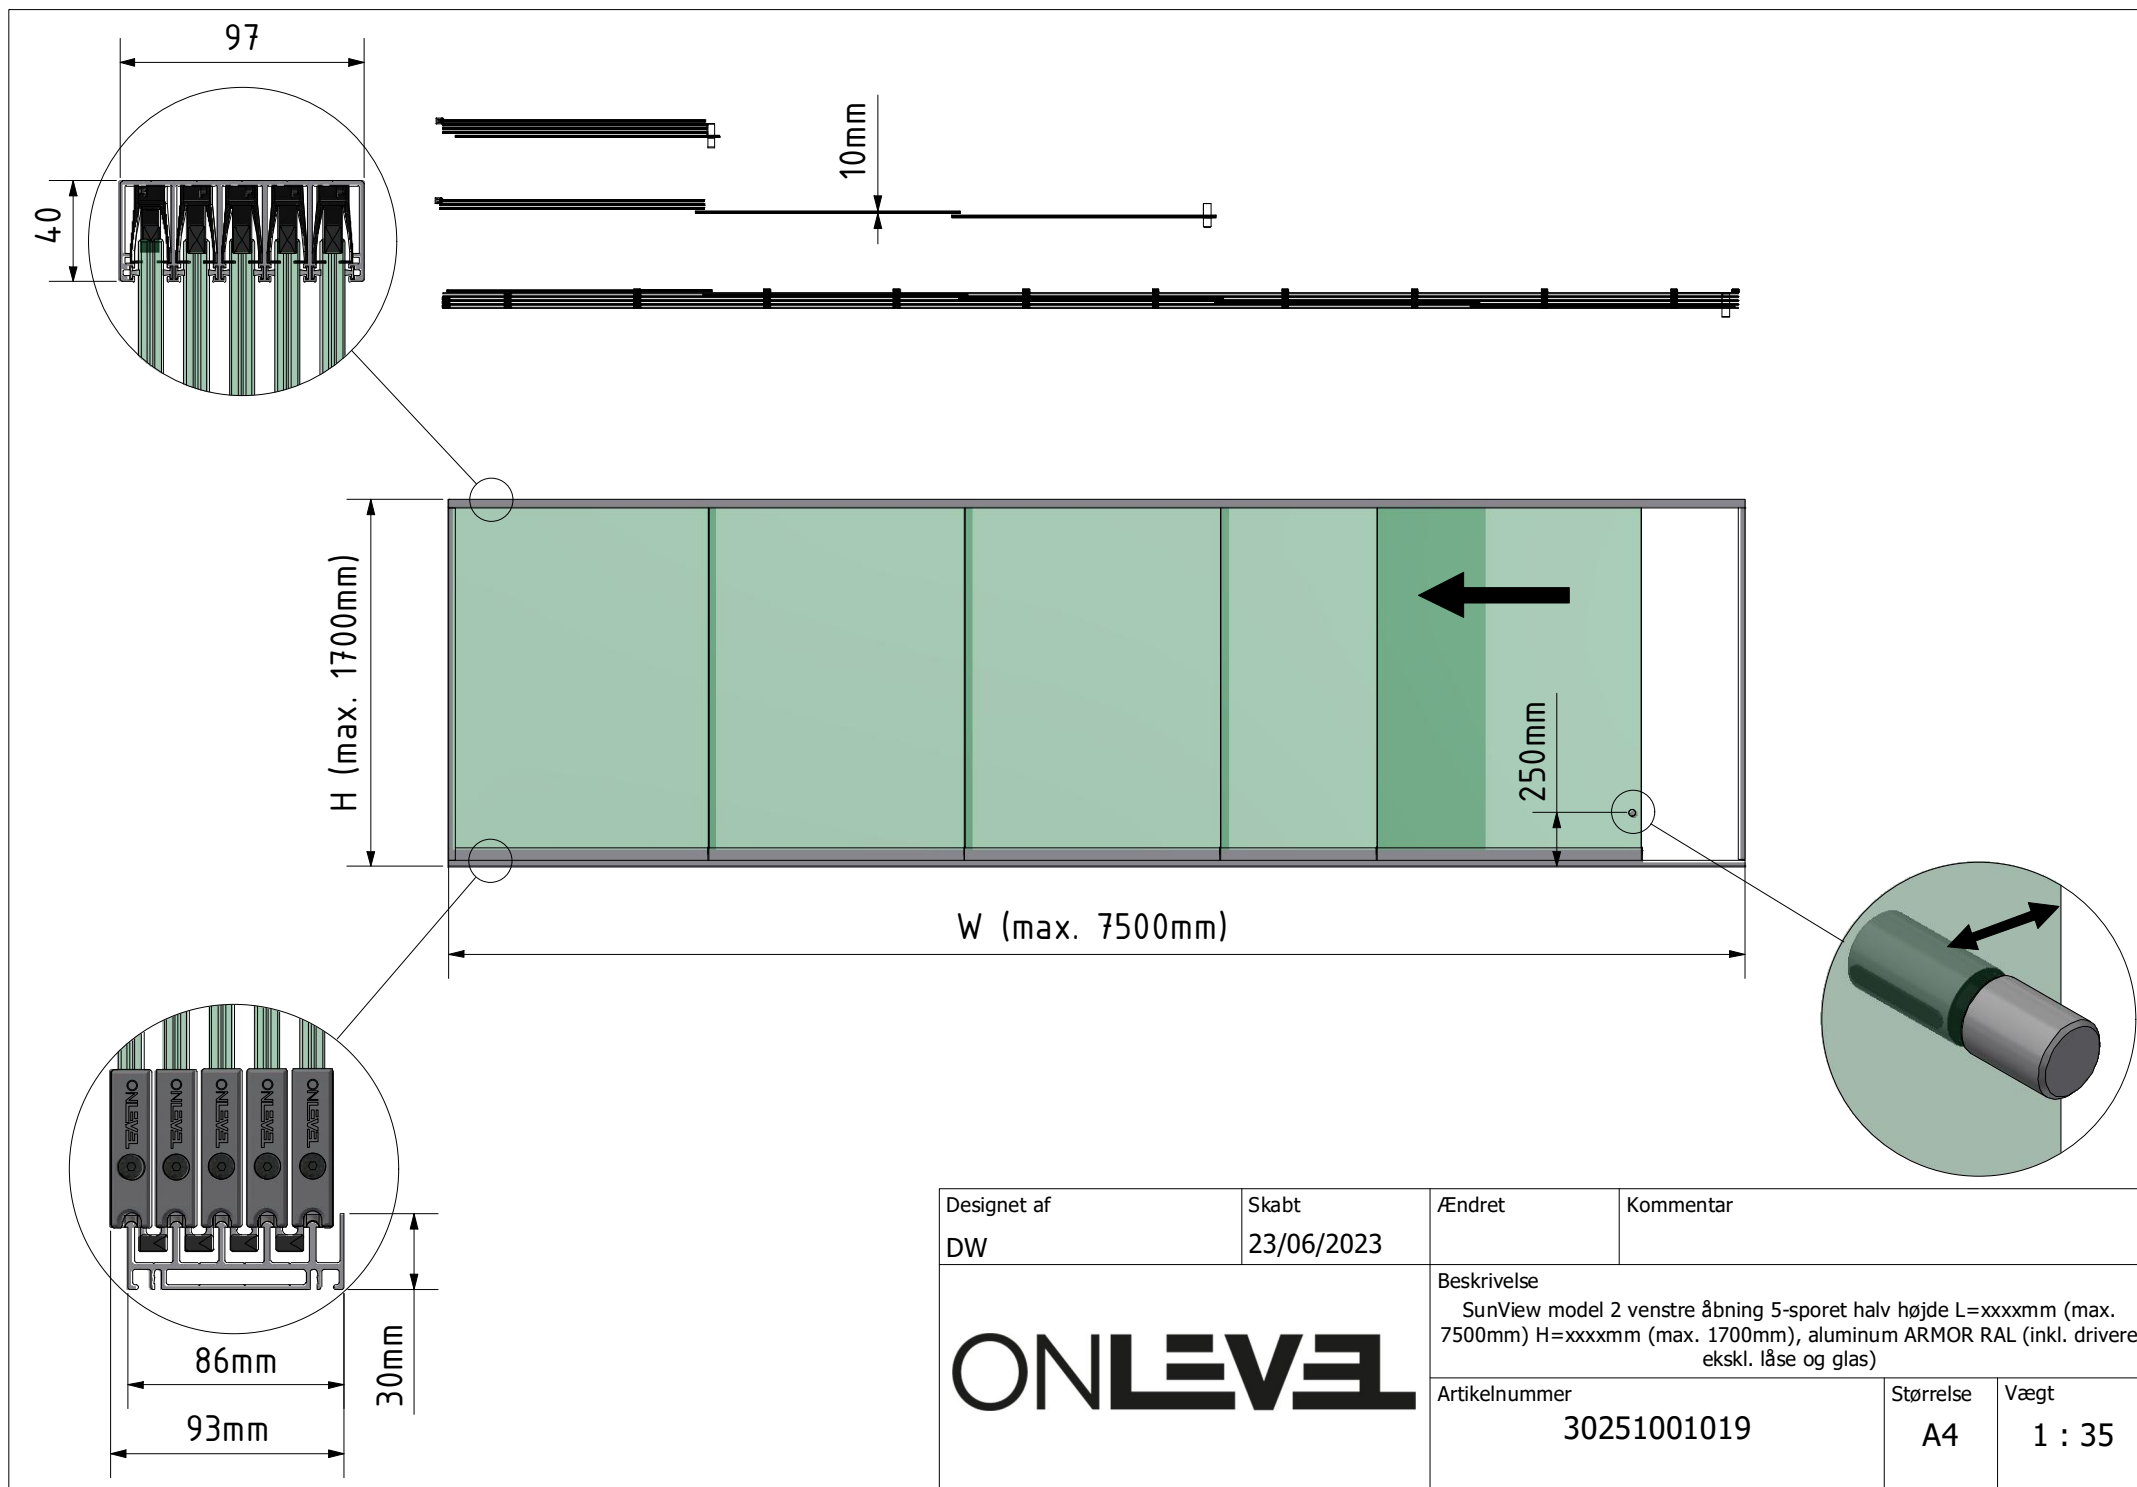 97
40
10mm
H (max. 1700mm)
250mm
W (max. 7500mm)
ONLEVEL
ONLEVEL
ONLEVEL
ONLEVEL
ONLEVEL
30mm
86mm
93mm
Designet af
DW
Skabt
23/06/2023
Ændret
Kommentar
ONLEVEL
Beskrivelse
SunView model 2 venstre åbning 5-sporet halv højde L=xxxxmm (max.
7500mm) H=xxxxmm (max. 1700mm), aluminum ARMOR RAL (inkl. drivere
ekskl. låse og glas)
Artikelnummer
30251001019
Størrelse
A4
Vægt
1 : 35